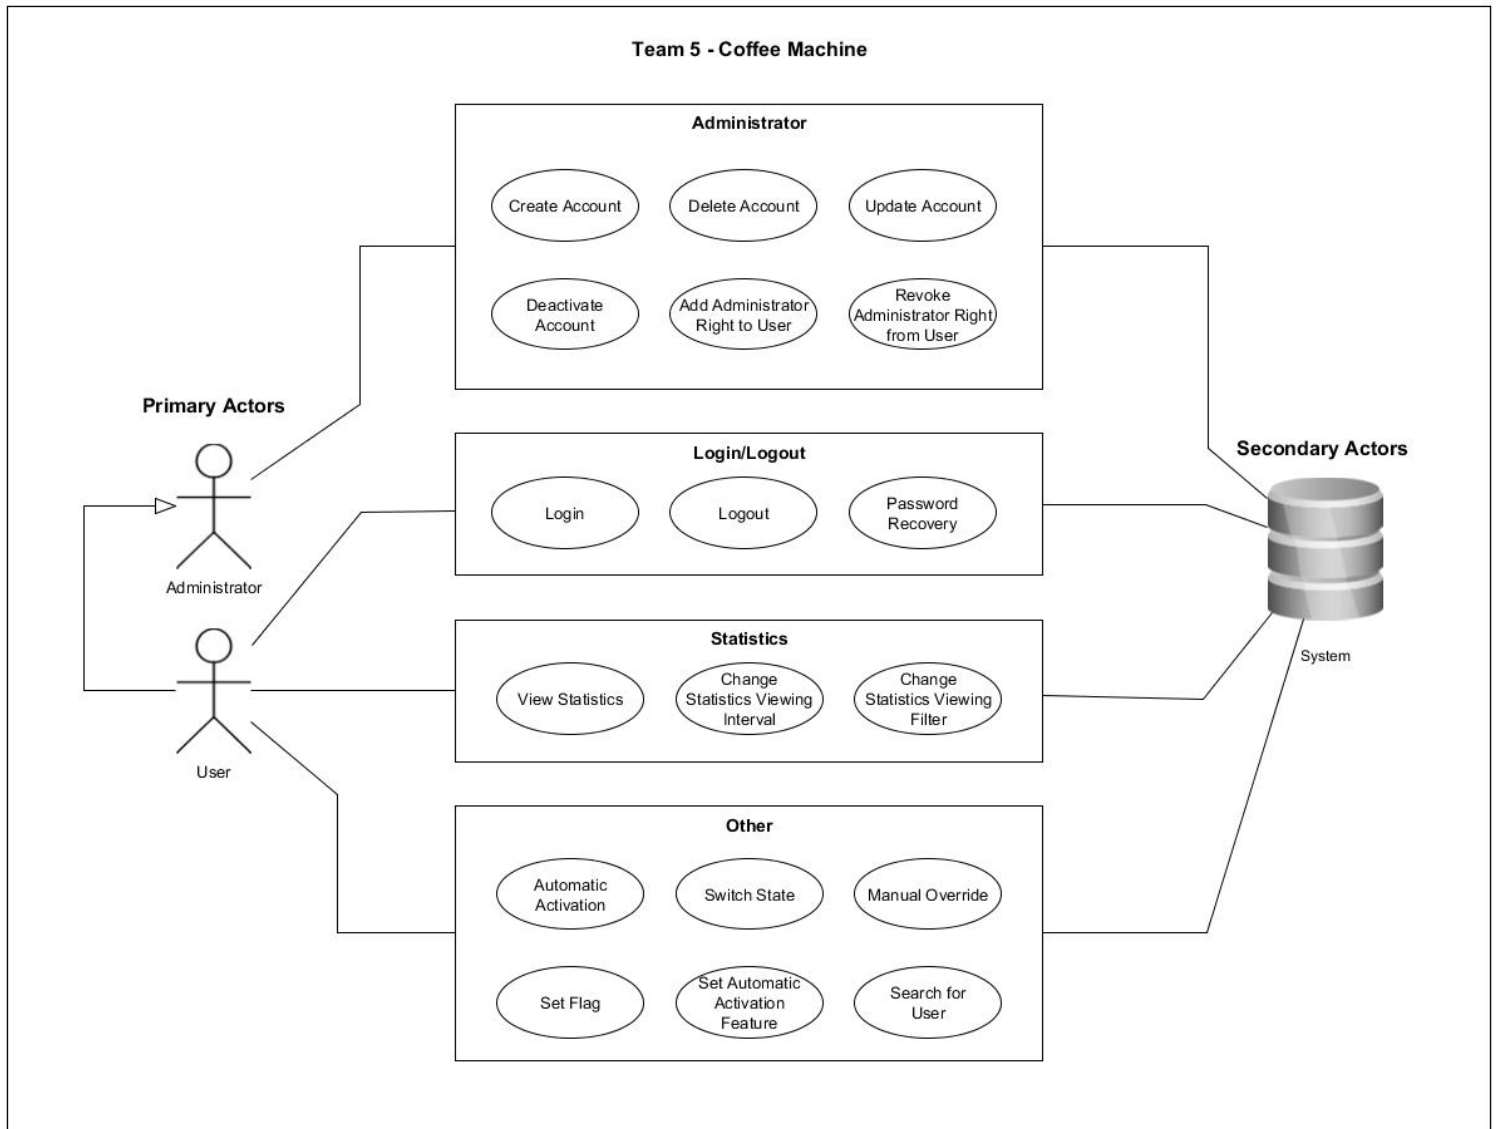 Team 5 - Coffee Machine
Administrator
Create Account
Delete Account
Update Account
Deactivate
Account
Add Administrator
Right to User
Revoke
Administrator Right
from User
Primary Actors
Administrator
User
Login/Logout
Login
Logout
Password
Recovery
Secondary Actors
System
Statistics
View Statistics
Change
Statistics Viewing
Interval
Change
Statistics Viewing
Filter
Other
Automatic
Activation
Switch State
Manual Override
Set Flag
Set Automatic
Activation
Feature
Search for
User